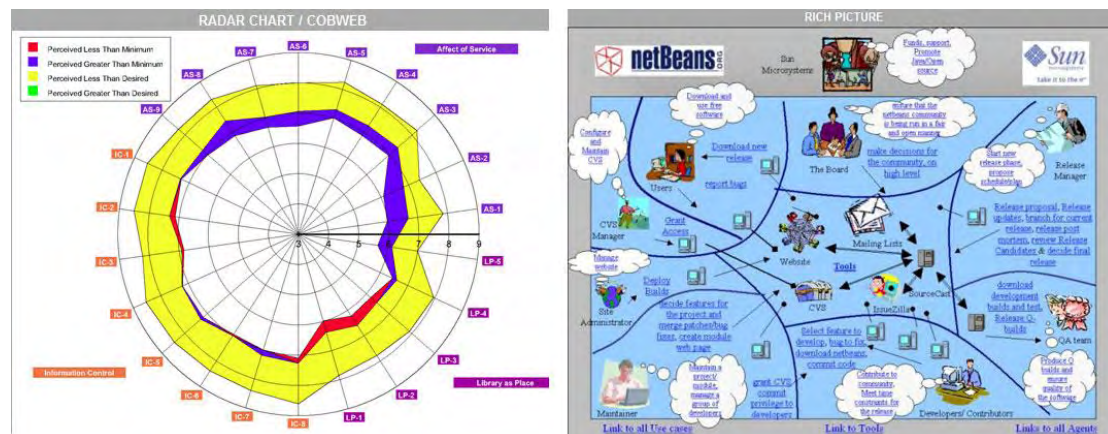 RADAR CHART / COBWEB
Perceived Less Than Minimum
Perceived Greater Than Minimum
Perceived Less Than Desired
Perceived Greater Than Desired
Affect of Service
AS-6
AS-7
AS-5
AS-8
AS-4
AS-9
AS-3
IC-1
AS-2
IC-2
AS-1
IC-3
LP-5
IC-4
LP-4
IC-5
LP-3
IC-6
LP-2
IC-7
LP-1
IC-8
3
4
5
6
7
8
9
Information Control
Library as Place
RICH PICTURE
netBeans
.ORG
Sun
Microsystems
Funds, support,
Promote
Java/Open
source
Sun
microsystems
take it to the nth
Download and
use free
software
ensure that the
netbeans community
is being run in a fair
and open manner
Configure
and
Maintain
CVS
Download new
release
make decisions for
the community, on
high level
Start new
release phase,
propose
schedule/plan
Release
Manager
Users
report bugs
The Board
CVS
Manager
Grant
Access
Mailing Lists
Release proposal, Release
updates, branch for current
release, release post
mortem, review Release
Candidates & decide final
release
Manage
website
Website
Tools
Deploy
Builds
Site
Administrator
CVS
IssueZilla
SourceCast
download
development
builds and test,
Release Q-
builds
decide features for
the project and
merge patches/bug
fixes, create module
web page
Select feature to
develop, bug to fix,
download netbeans,
commit code
QA team
Maintain a
project/
module,
manage a
group of
developers
grant CVS
commit
privilege to
developers
Contribute to
community,
Meet time
constraints for
the release
Produce Q
builds and
ensure
quality of
the software
Maintainer
Developers/ Contributors
Link to all Use cases
Link to Tools
Links to all Agents